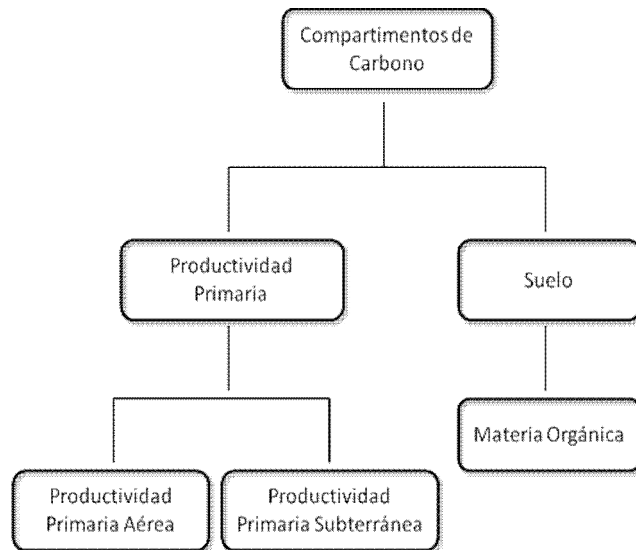 Compartimentos de
Carbono
Productividad
Primaria
Suelo
Materia Orgánica
Productividad
Primaria Aérea
Productividad
Primaria Subterránea